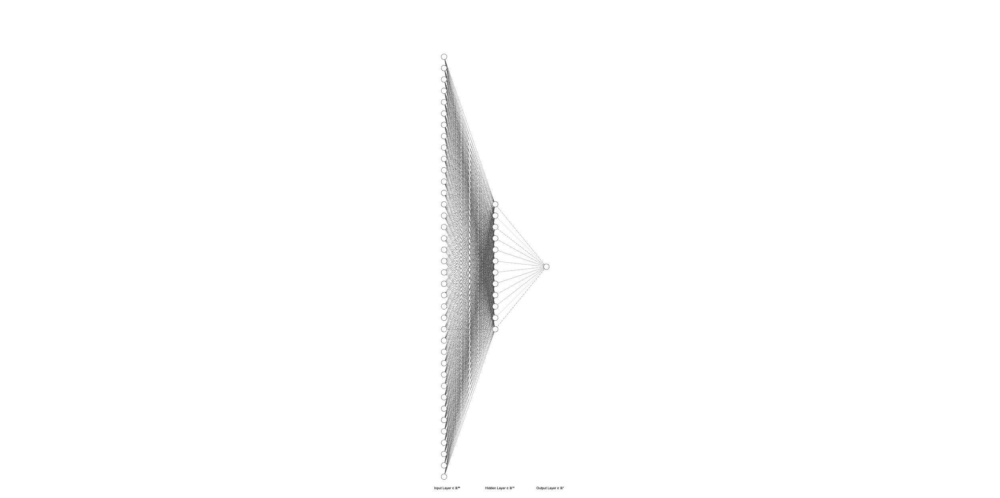 Input Layer ∈ ℝ³⁸
Hidden Layer ∈ ℝ¹²
Output Layer ∈ ℝ¹